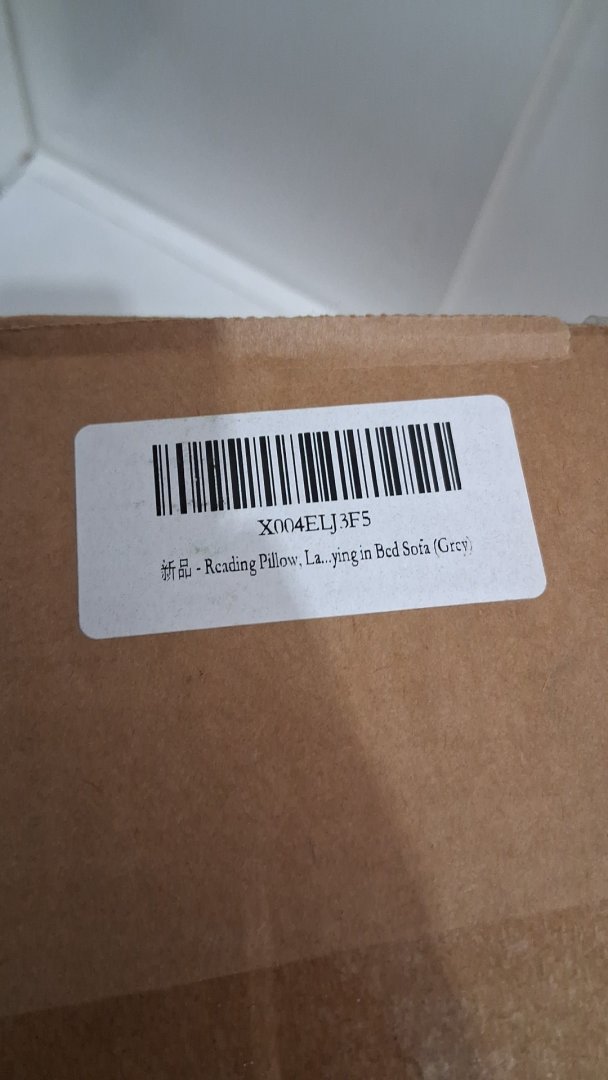 X004ELJ3F5
新品 - Reading Pillow, La...ying in Bed Sofa (Grey)